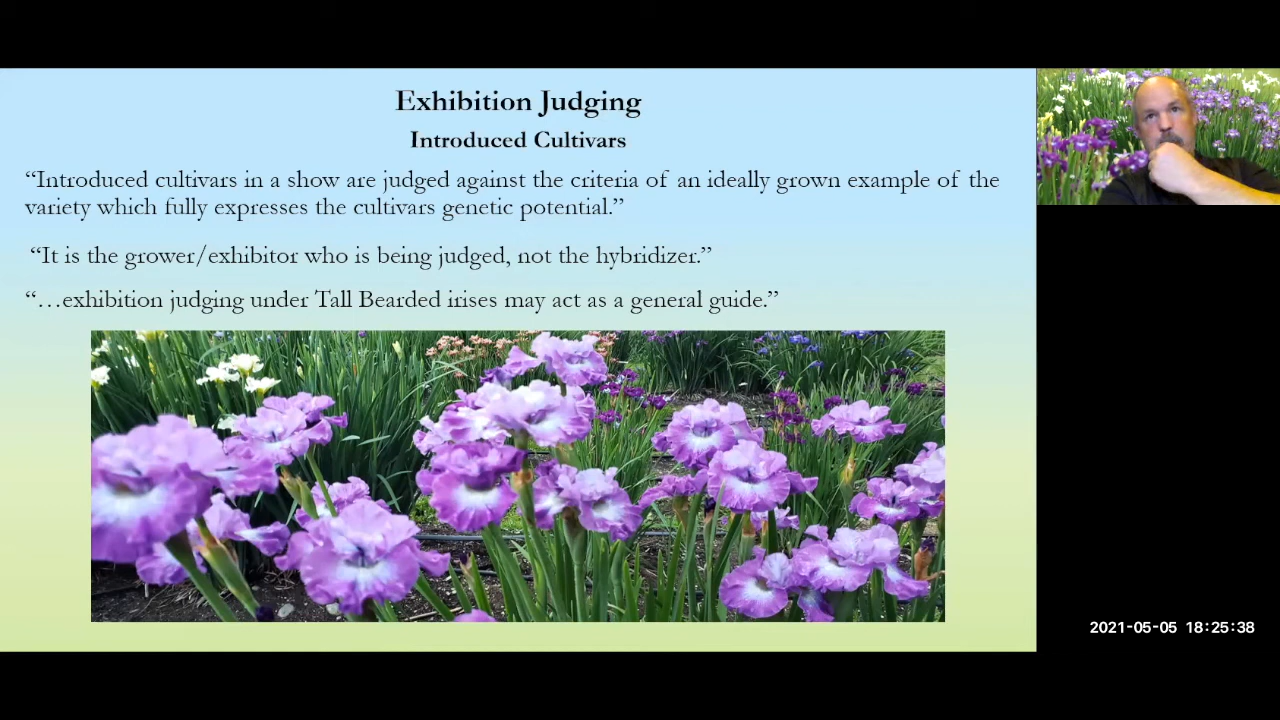 Exhibition Judging
Introduced Cultivars
“Introduced cultivars in a show are judged against the criteria of an ideally grown example of the
variety which fully expresses the cultivars genetic potential.”
“It is the grower/exhibitor who is being judged, not the hybridizer.”
“…exhibition judging under Tall Bearded irises may act as a general guide.”
2021-05-05 18:25:38